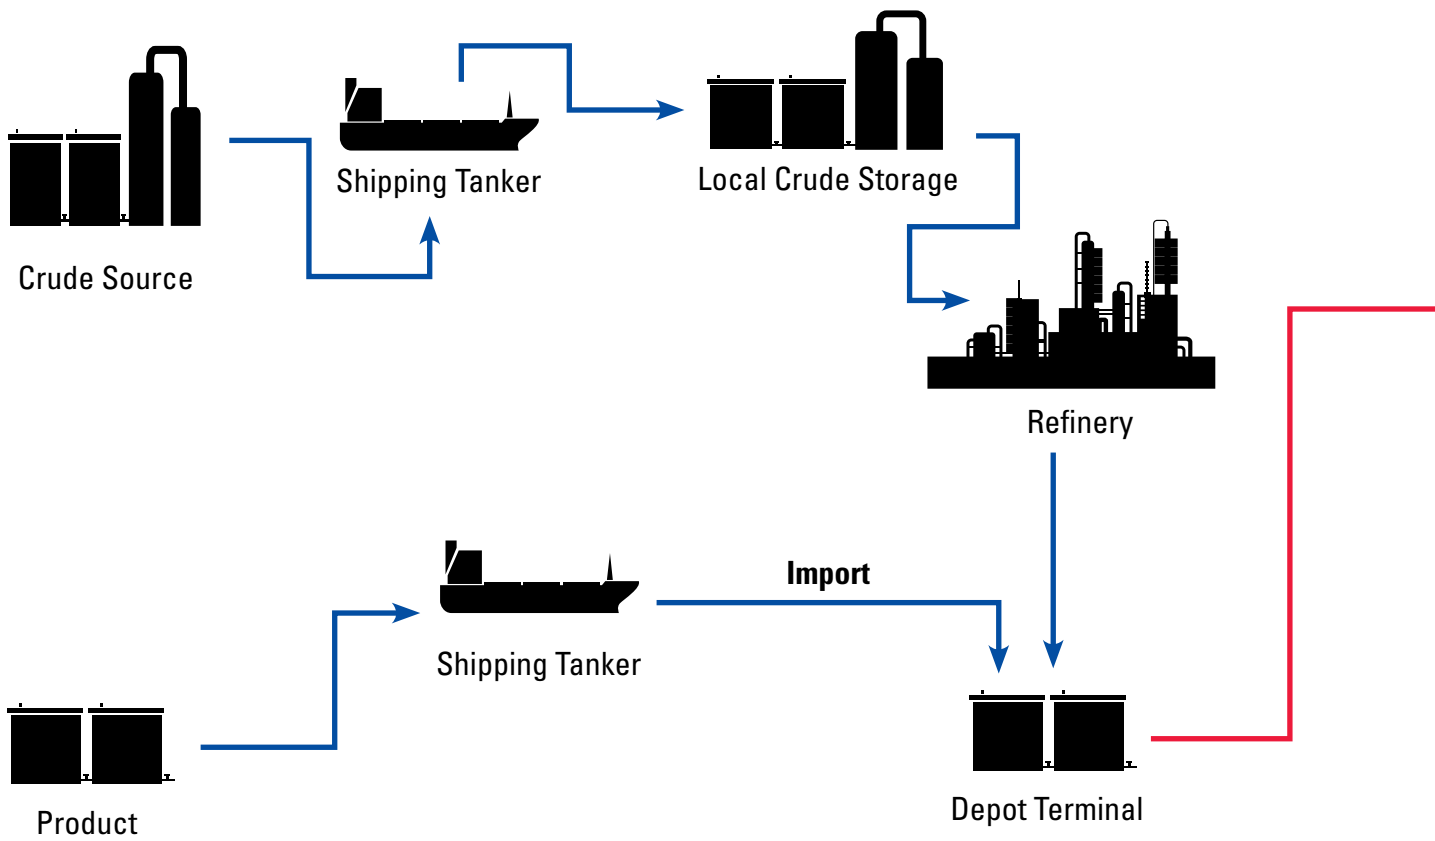 Shipping Tanker
Local Crude Storage
Crude Source
Refinery
Import
Shipping Tanker
Depot Terminal
Product